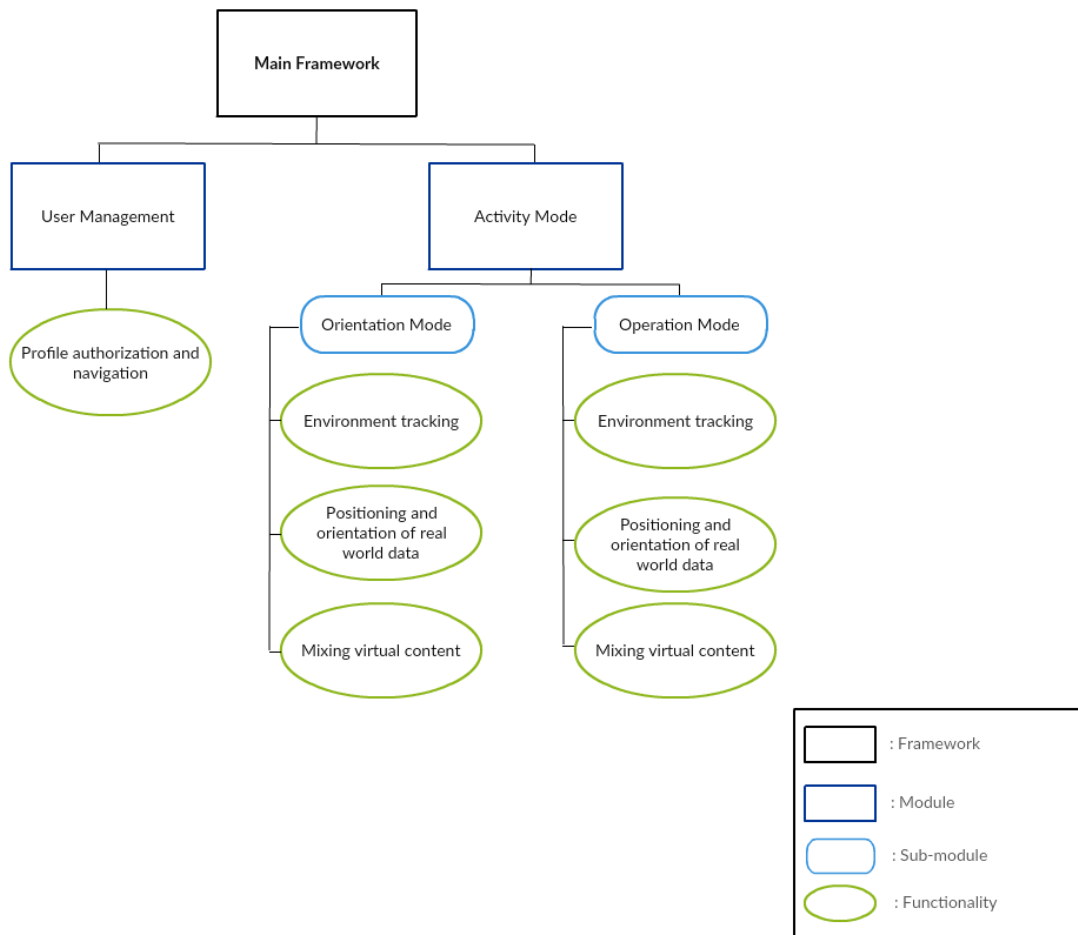 Main Framework
User Management
Activity Mode
Orientation Mode
Operation Mode
Profile authorization and
navigation
Environment tracking
Environment tracking
Positioning and
orientation of real
world data
Positioning and
orientation of real
world data
Mixing virtual content
Mixing virtual content
: Framework
: Module
: Sub-module
: Functionality